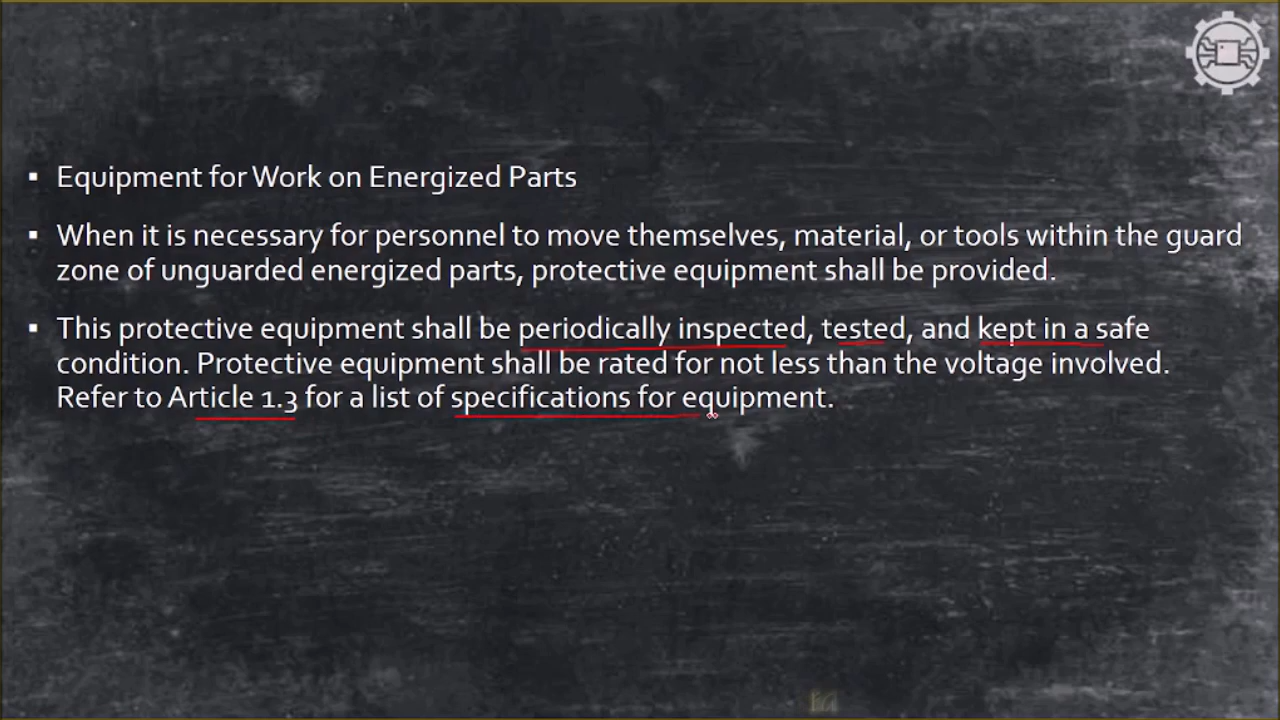 ▪ Equipment for Work on Energized Parts
▪ When it is necessary for personnel to move themselves, material, or tools within the guard
zone of unguarded energized parts, protective equipment shall be provided.
▪ This protective equipment shall be periodically inspected, tested, and kept in a safe
condition. Protective equipment shall be rated for not less than the voltage involved.
Refer to Article 1.3 for a list of specifications for equipment.